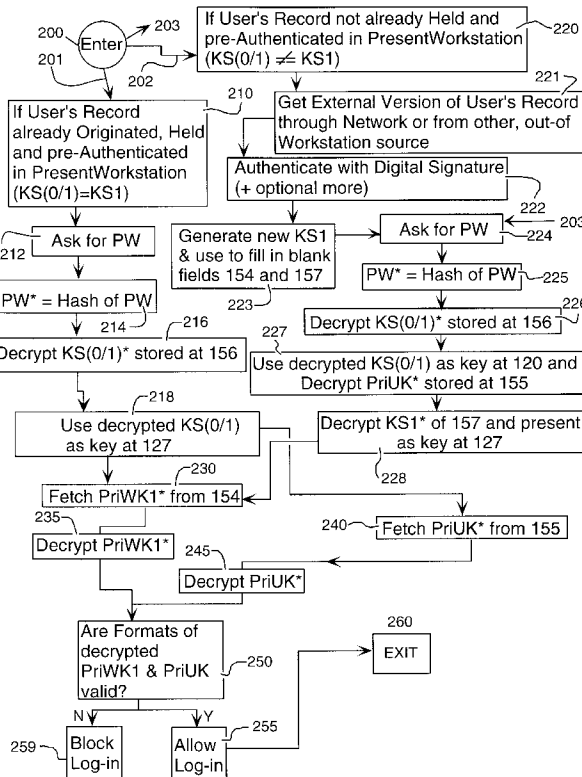 200
Enter
203
201
202
If User's Record not already Held and
pre-Authenticated in PresentWorkstation
(KS(0/1) ≠ KS1)
220
221
210
If User's Record
already Originated, Held
and pre-Authenticated
in PresentWorkstation
(KS(0/1)=KS1)
Get External Version of User's Record
through Network or from other, out-of
Workstation source
Authenticate with Digital Signature
(+ optional more)
222
203
212
Ask for PW
Generate new KS1
& use to fill in blank
fields 154 and 157
223
Ask for PW
224
PW* = Hash of PW
214
PW* = Hash of PW
225
226
216
Decrypt KS(0/1)* stored at 156
Decrypt KS(0/1)* stored at 156
227
Use decrypted KS(0/1) as key at 120 and
Decrypt PriUK* stored at 155
218
Use decrypted KS(0/1)
as key at 127
Decrypt KS1* of 157 and present
as key at 127
228
230
Fetch PriWK1* from 154
235
Decrypt PriWK1*
240
Fetch PriUK* from 155
245
Decrypt PriUK*
Are Formats of
decrypted
PriWK1 & PriUK
valid?
250
260
EXIT
N
Y
259
Block
Log-in
Allow
Log-in
255